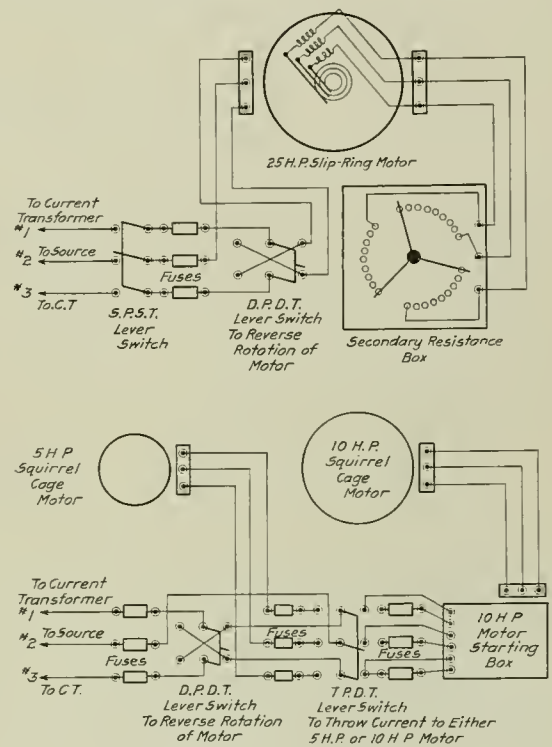 25 H.P. Slip-Ring Motor
To Current
Transformer
#1
#2 To Source
#3
To C.T.
Fuses
S.P.S.T.
Lever
Switch
D.P.D.T.
Lever Switch
To Reverse
Rotation of
Motor
Secondary Resistance
Box
5 H P
Squirrel
Cage
Motor
10 H.P.
Squirrel
Cage
Motor
To Current
Transformer
#1
#2 To Source
#3
To C T.
Fuses
D.P.D.T.
Lever Switch
To Reverse Rotation
of Motor
Fuses
T P.D.T.
Lever Switch
To Throw Current to Either
5 H.P. or 10 H P Motor
Fuses
10 H P
Motor
Starting
Box